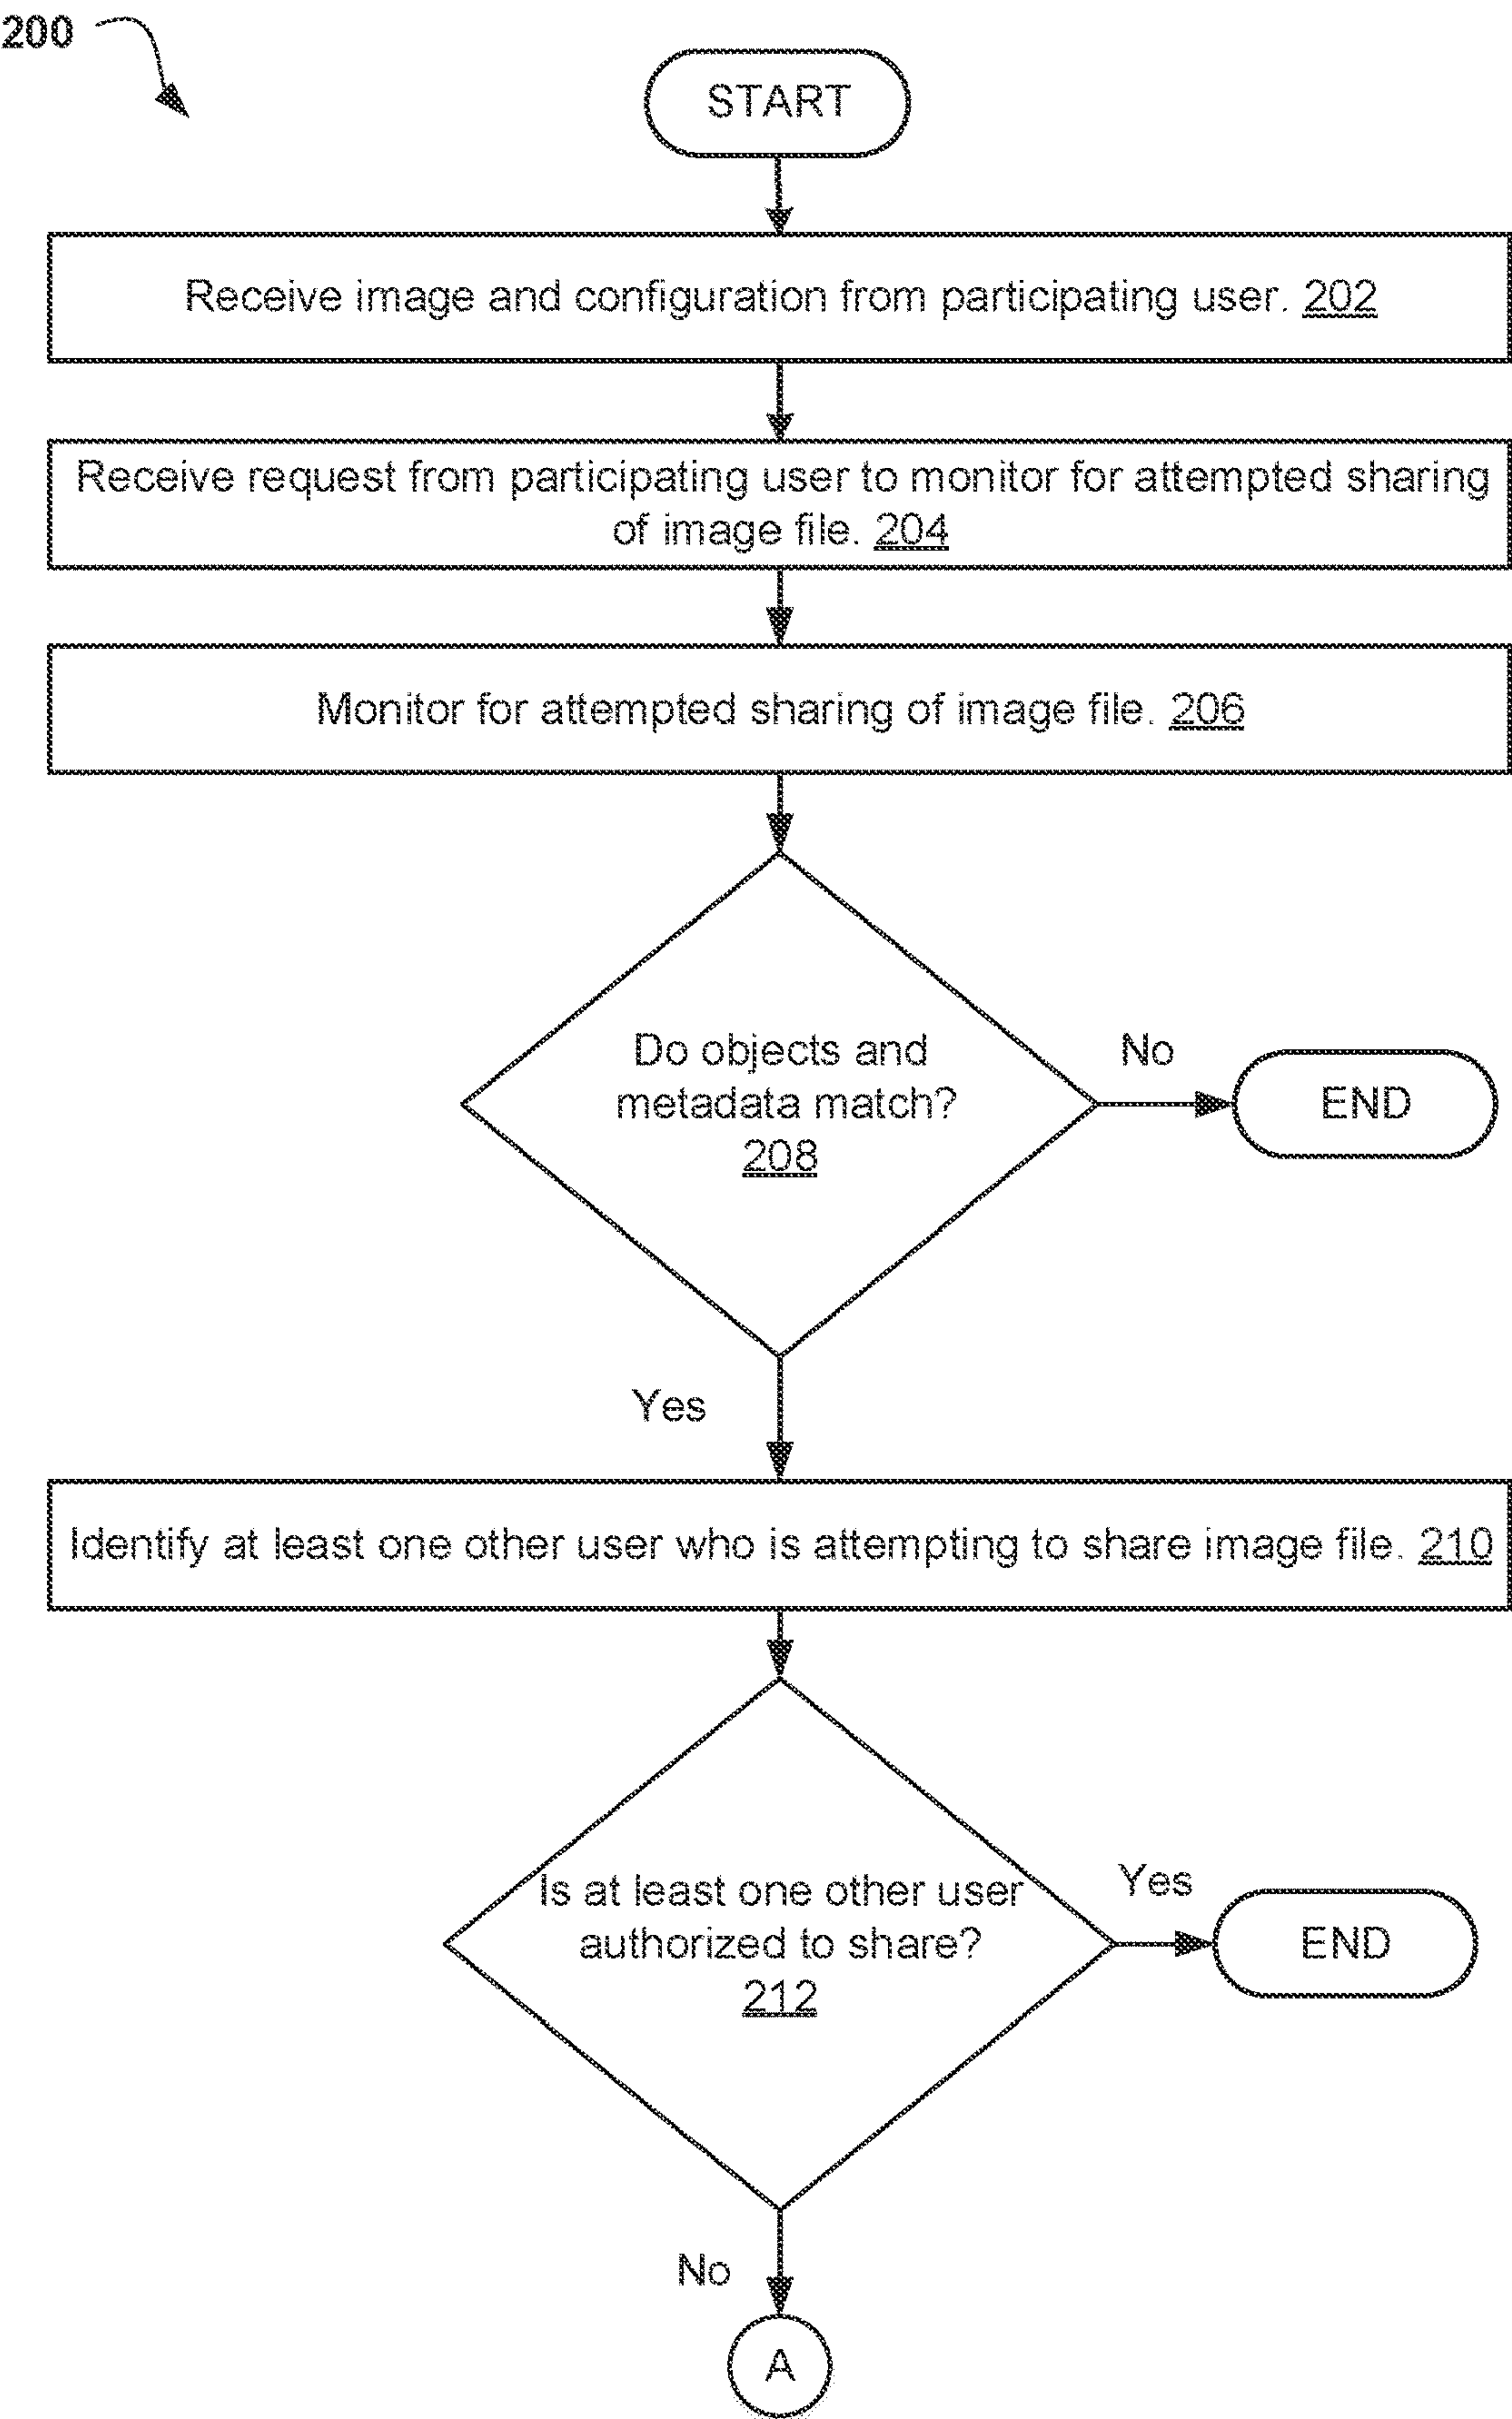 200
START
Receive image and configuration from participating user. 202
Receive request from participating user to monitor for attempted sharing
of image file. 204
Monitor for attempted sharing of image file. 206
Do objects and
metadata match?
208
No
END
Yes
Identify at least one other user who is attempting to share image file. 210
Is at least one other user
authorized to share?
212
Yes
END
No
A